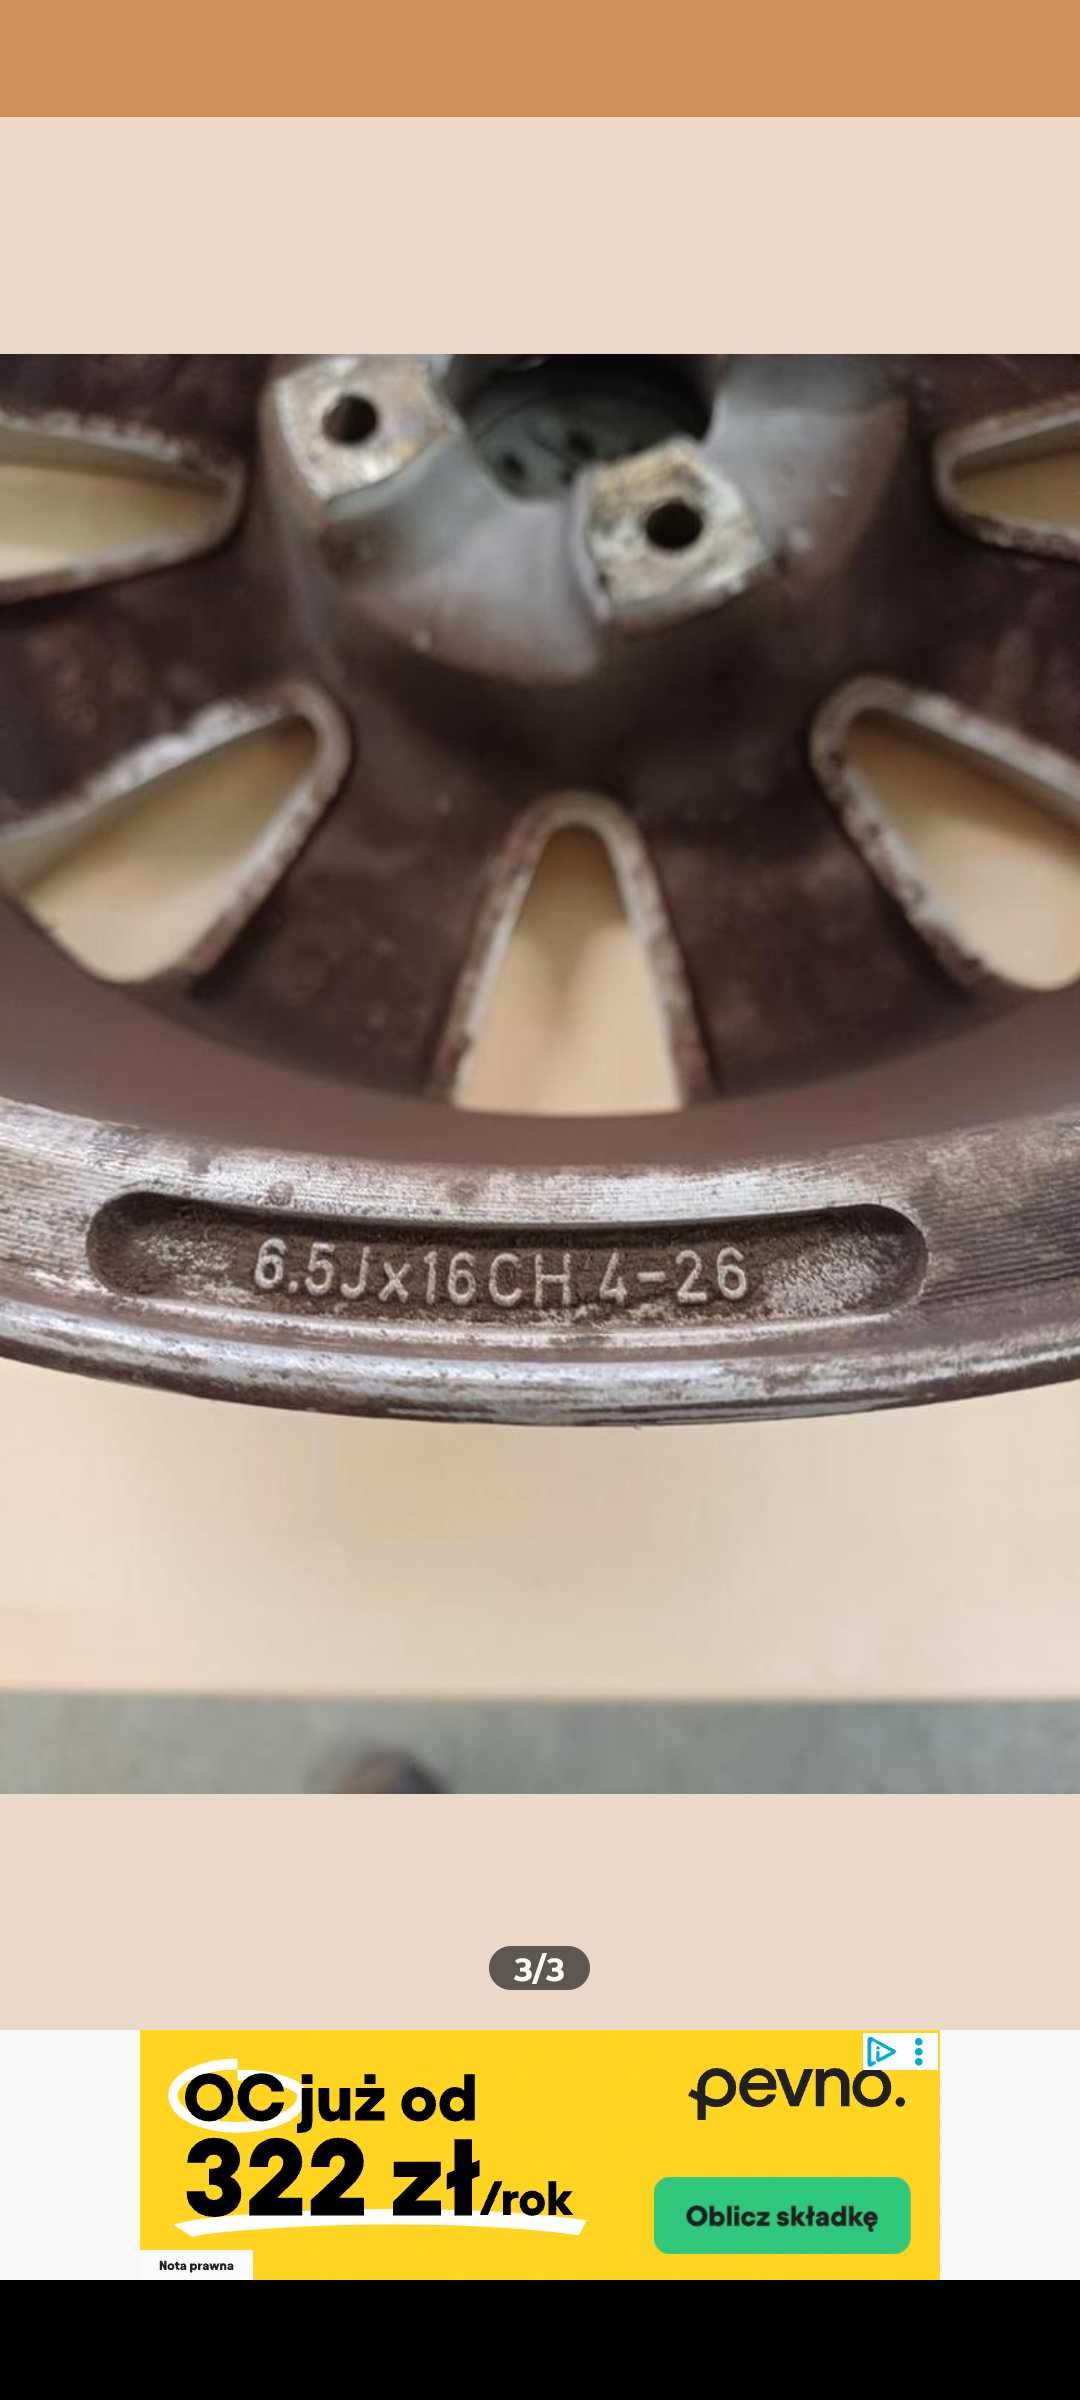 6.5Jx16CH 4-26
3/3
OC już od
322 zł/rok
pevno.
Oblicz składkę
Nota prawna